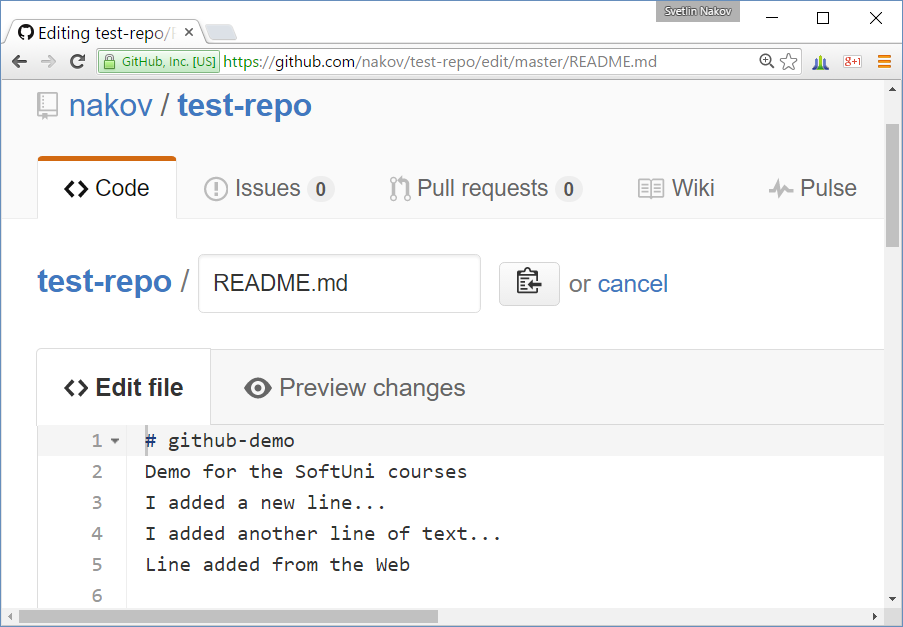 Svetlin Nakov
Editing test-repo/
GitHub, Inc. [US] https://github.com/nakov/test-repo/edit/master/README.md
g+1
nakov / test-repo
Code Issues 0 Pull requests 0 Wiki Pulse
test-repo / README.md or cancel
Edit file Preview changes
1 # github-demo
2 Demo for the SoftUni courses
3 I added a new line...
4 I added another line of text...
5 Line added from the Web
6